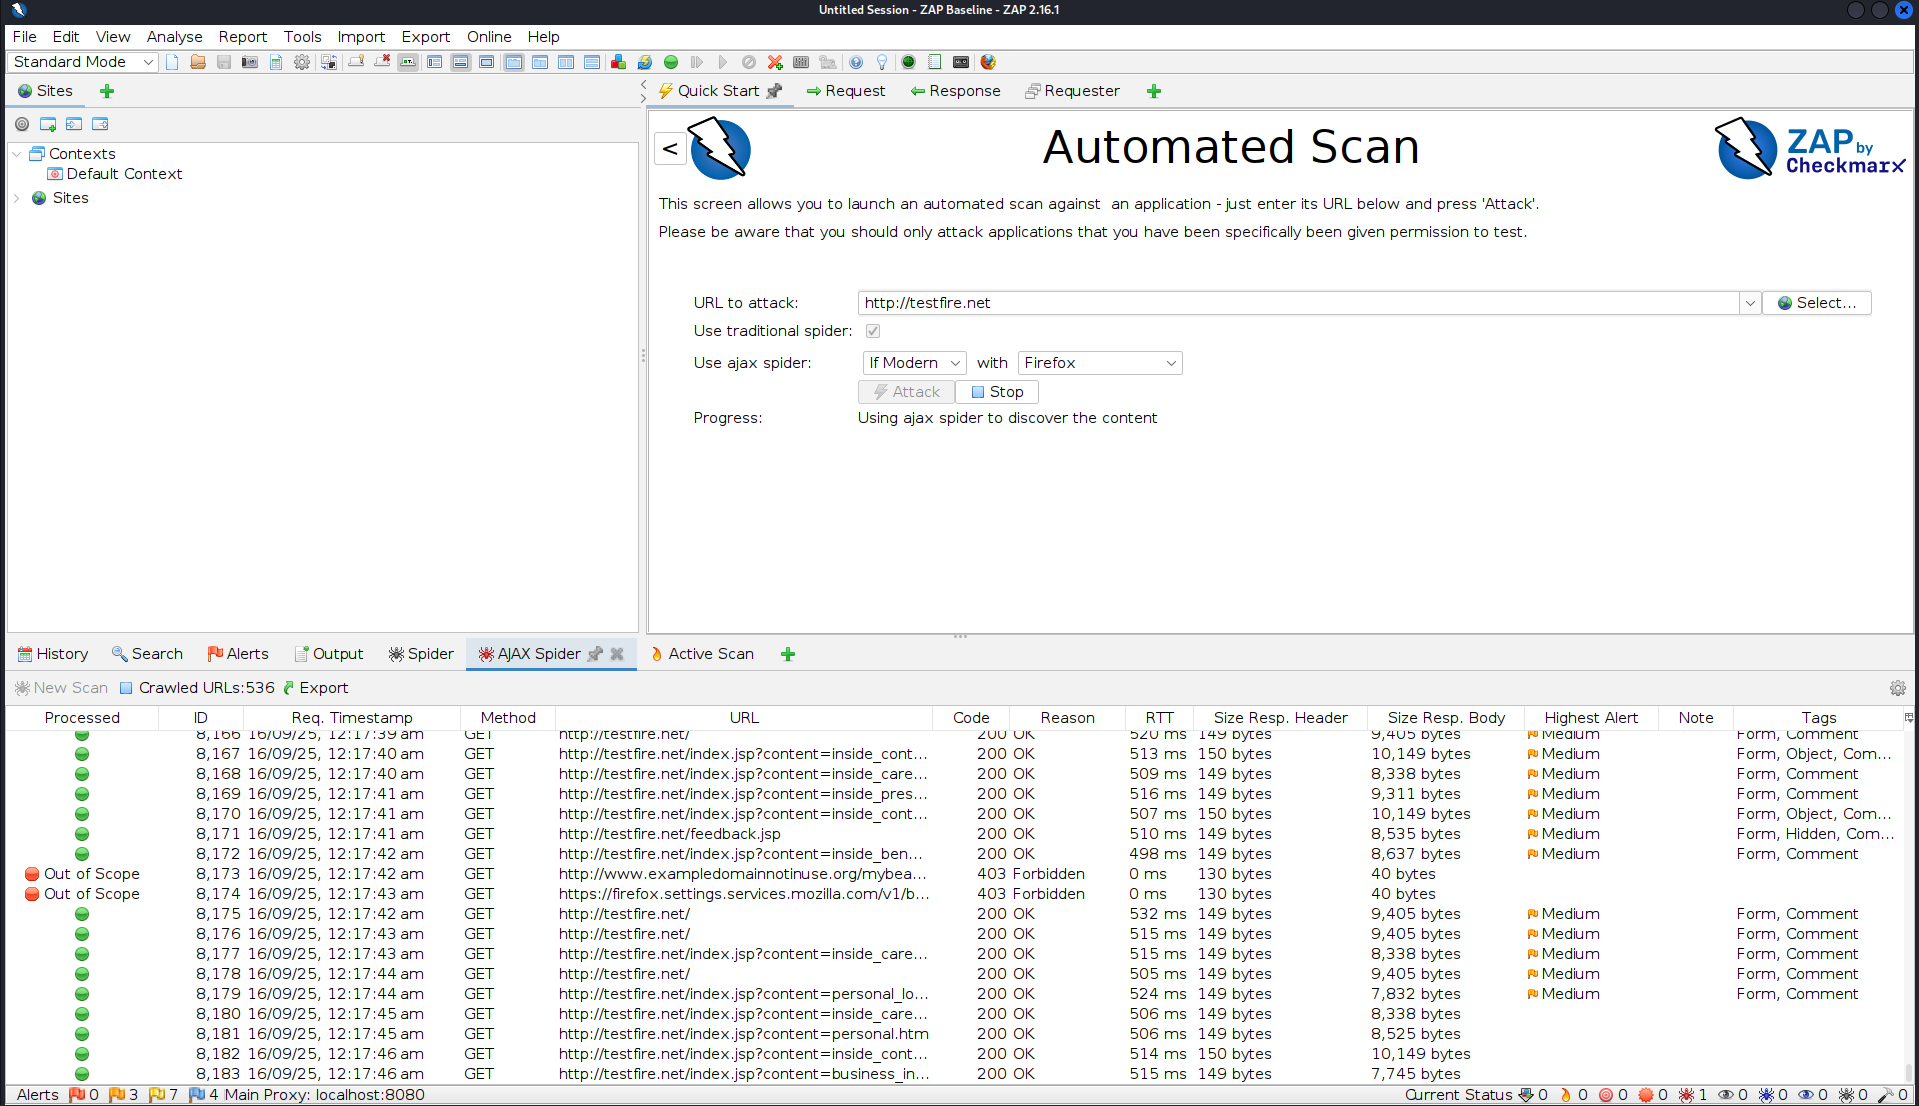 Untitled Session - ZAP Baseline - ZAP 2.16.1
File Edit View Analyse Report Tools Import Export Online Help
Standard Mode
Sites
Quick Start Request Response Requester
< Automated Scan ZAP by Checkmarx
Contexts
Default Context
Sites
This screen allows you to launch an automated scan against  an application - just enter its URL below and press 'Attack'.
Please be aware that you should only attack applications that you have been specifically been given permission to test.
URL to attack: http://testfire.net Select...
Use traditional spider:
Use ajax spider: If Modern with Firefox
Attack Stop
Progress: Using ajax spider to discover the content
History Search Alerts Output Spider AJAX Spider Active Scan
New Scan Crawled URLs:536 Export
Processed ID Req. Timestamp Method URL Code Reason RTT Size Resp. Header Size Resp. Body Highest Alert Note Tags
8,166 16/09/25, 12:17:39 am GET http://testfire.net/ 200 OK 520 ms 149 bytes 9,405 bytes Medium Form, Comment
8,167 16/09/25, 12:17:40 am GET http://testfire.net/index.jsp?content=inside_cont... 200 OK 513 ms 150 bytes 10,149 bytes Medium Form, Object, Com...
8,168 16/09/25, 12:17:40 am GET http://testfire.net/index.jsp?content=inside_care... 200 OK 509 ms 149 bytes 8,338 bytes Medium Form, Comment
8,169 16/09/25, 12:17:41 am GET http://testfire.net/index.jsp?content=inside_pres... 200 OK 516 ms 149 bytes 9,311 bytes Medium Form, Comment
8,170 16/09/25, 12:17:41 am GET http://testfire.net/index.jsp?content=inside_cont... 200 OK 507 ms 150 bytes 10,149 bytes Medium Form, Object, Com...
8,171 16/09/25, 12:17:41 am GET http://testfire.net/feedback.jsp 200 OK 510 ms 149 bytes 8,535 bytes Medium Form, Hidden, Com...
8,172 16/09/25, 12:17:42 am GET http://testfire.net/index.jsp?content=inside_ben... 200 OK 498 ms 149 bytes 8,637 bytes Medium Form, Comment
Out of Scope 8,173 16/09/25, 12:17:42 am GET http://www.exampledomainnotinuse.org/mybea... 403 Forbidden 0 ms 130 bytes 40 bytes
Out of Scope 8,174 16/09/25, 12:17:43 am GET https://firefox.settings.services.mozilla.com/v1/b... 403 Forbidden 0 ms 130 bytes 40 bytes
8,175 16/09/25, 12:17:42 am GET http://testfire.net/ 200 OK 532 ms 149 bytes 9,405 bytes Medium Form, Comment
8,176 16/09/25, 12:17:43 am GET http://testfire.net/ 200 OK 515 ms 149 bytes 9,405 bytes Medium Form, Comment
8,177 16/09/25, 12:17:43 am GET http://testfire.net/index.jsp?content=inside_care... 200 OK 515 ms 149 bytes 8,338 bytes Medium Form, Comment
8,178 16/09/25, 12:17:44 am GET http://testfire.net/ 200 OK 505 ms 149 bytes 9,405 bytes Medium Form, Comment
8,179 16/09/25, 12:17:44 am GET http://testfire.net/index.jsp?content=personal_lo... 200 OK 524 ms 149 bytes 7,832 bytes Medium Form, Comment
8,180 16/09/25, 12:17:45 am GET http://testfire.net/index.jsp?content=inside_care... 200 OK 506 ms 149 bytes 8,338 bytes
8,181 16/09/25, 12:17:45 am GET http://testfire.net/index.jsp?content=personal.htm 200 OK 506 ms 149 bytes 8,525 bytes
8,182 16/09/25, 12:17:46 am GET http://testfire.net/index.jsp?content=inside_cont... 200 OK 514 ms 150 bytes 10,149 bytes
8,183 16/09/25, 12:17:46 am GET http://testfire.net/index.jsp?content=business_in... 200 OK 515 ms 149 bytes 7,745 bytes
Alerts 0 3 7 4 Main Proxy: localhost:8080 Current Status 0 0 0 0 1 0 0 0 0 0